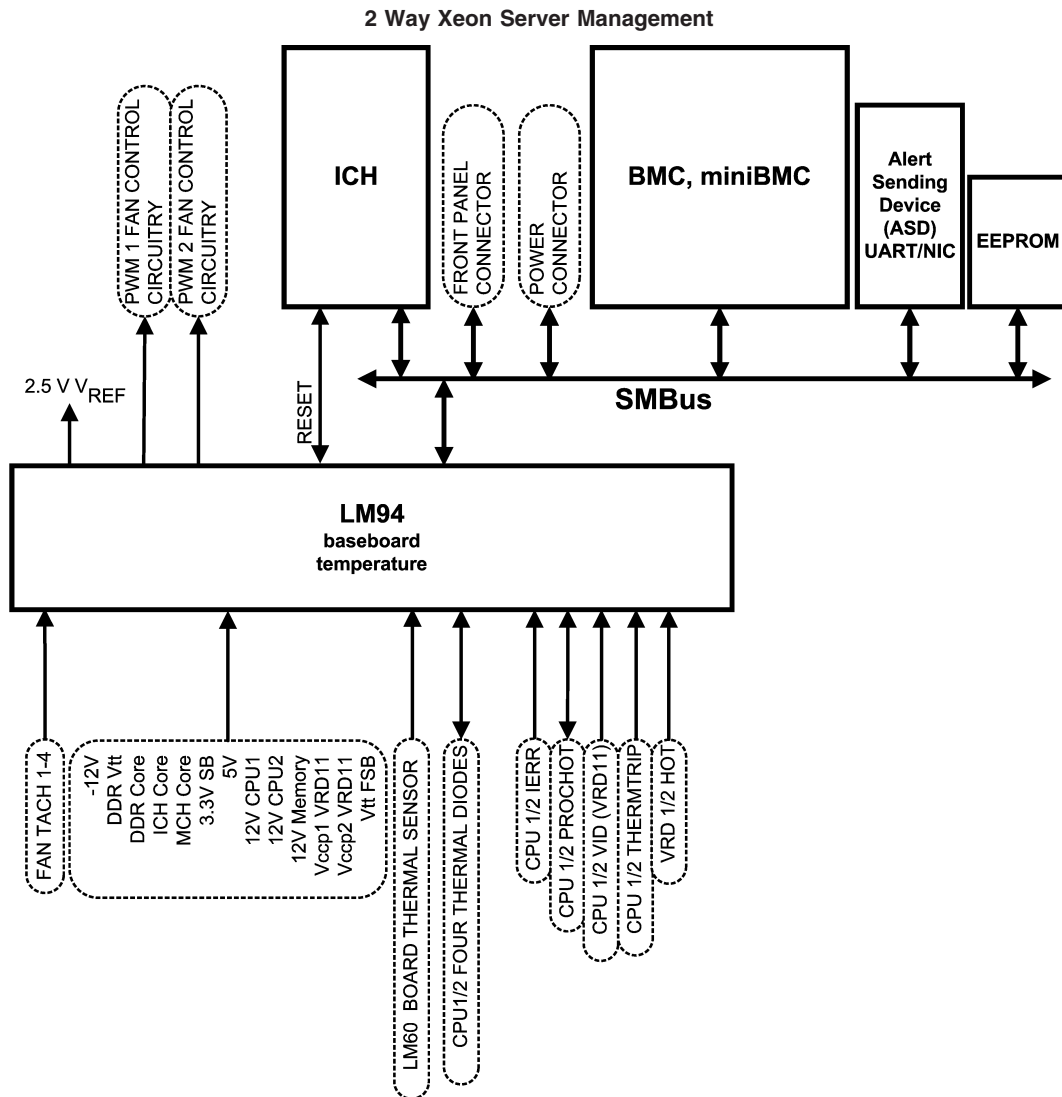 2 Way Xeon Server Management
PWM 1 FAN CONTROL
CIRCUITRY
PWM 2 FAN CONTROL
CIRCUITRY
ICH
FRONT PANEL
CONNECTOR
POWER
CONNECTOR
BMC, miniBMC
Alert
Sending
Device
(ASD)
UART/NIC
EEPROM
2.5 V VREF
RESET
SMBus
LM94
baseboard
temperature
FAN TACH 1-4
-12V
DDR Vtt
DDR Core
ICH Core
MCH Core
3.3V SB
5V
12V CPU1
12V CPU2
12V Memory
Vccp1 VRD11
Vccp2 VRD11
Vtt FSB
LM60 BOARD THERMAL SENSOR
CPU1/2 FOUR THERMAL DIODES
CPU 1/2 IERR
CPU 1/2 PROCHOT
CPU 1/2 VID (VRD11)
CPU 1/2 THERMTRIP
VRD 1/2 HOT